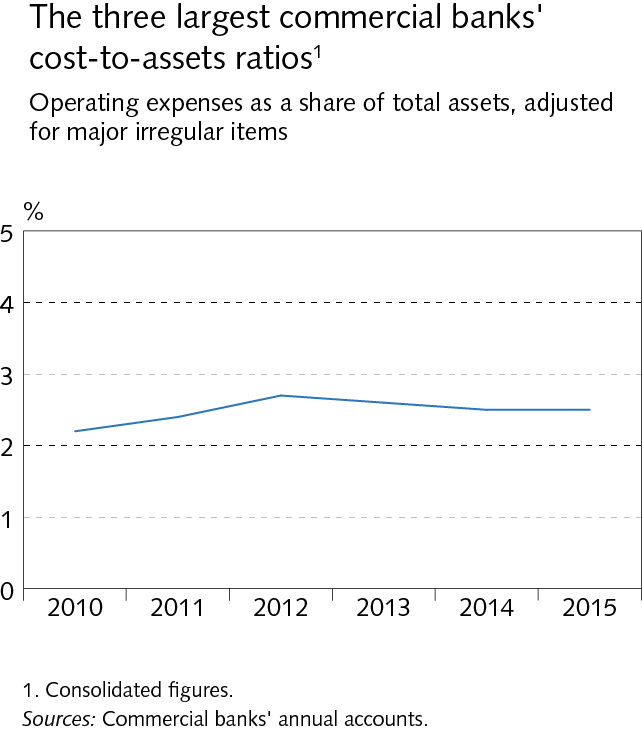 The three largest commercial banks'
cost-to-assets ratios¹
Operating expenses as a share of total assets, adjusted
for major irregular items
%
5
4
3
2
1
0
2010 2011 2012 2013 2014 2015
1. Consolidated figures.
Sources: Commercial banks' annual accounts.